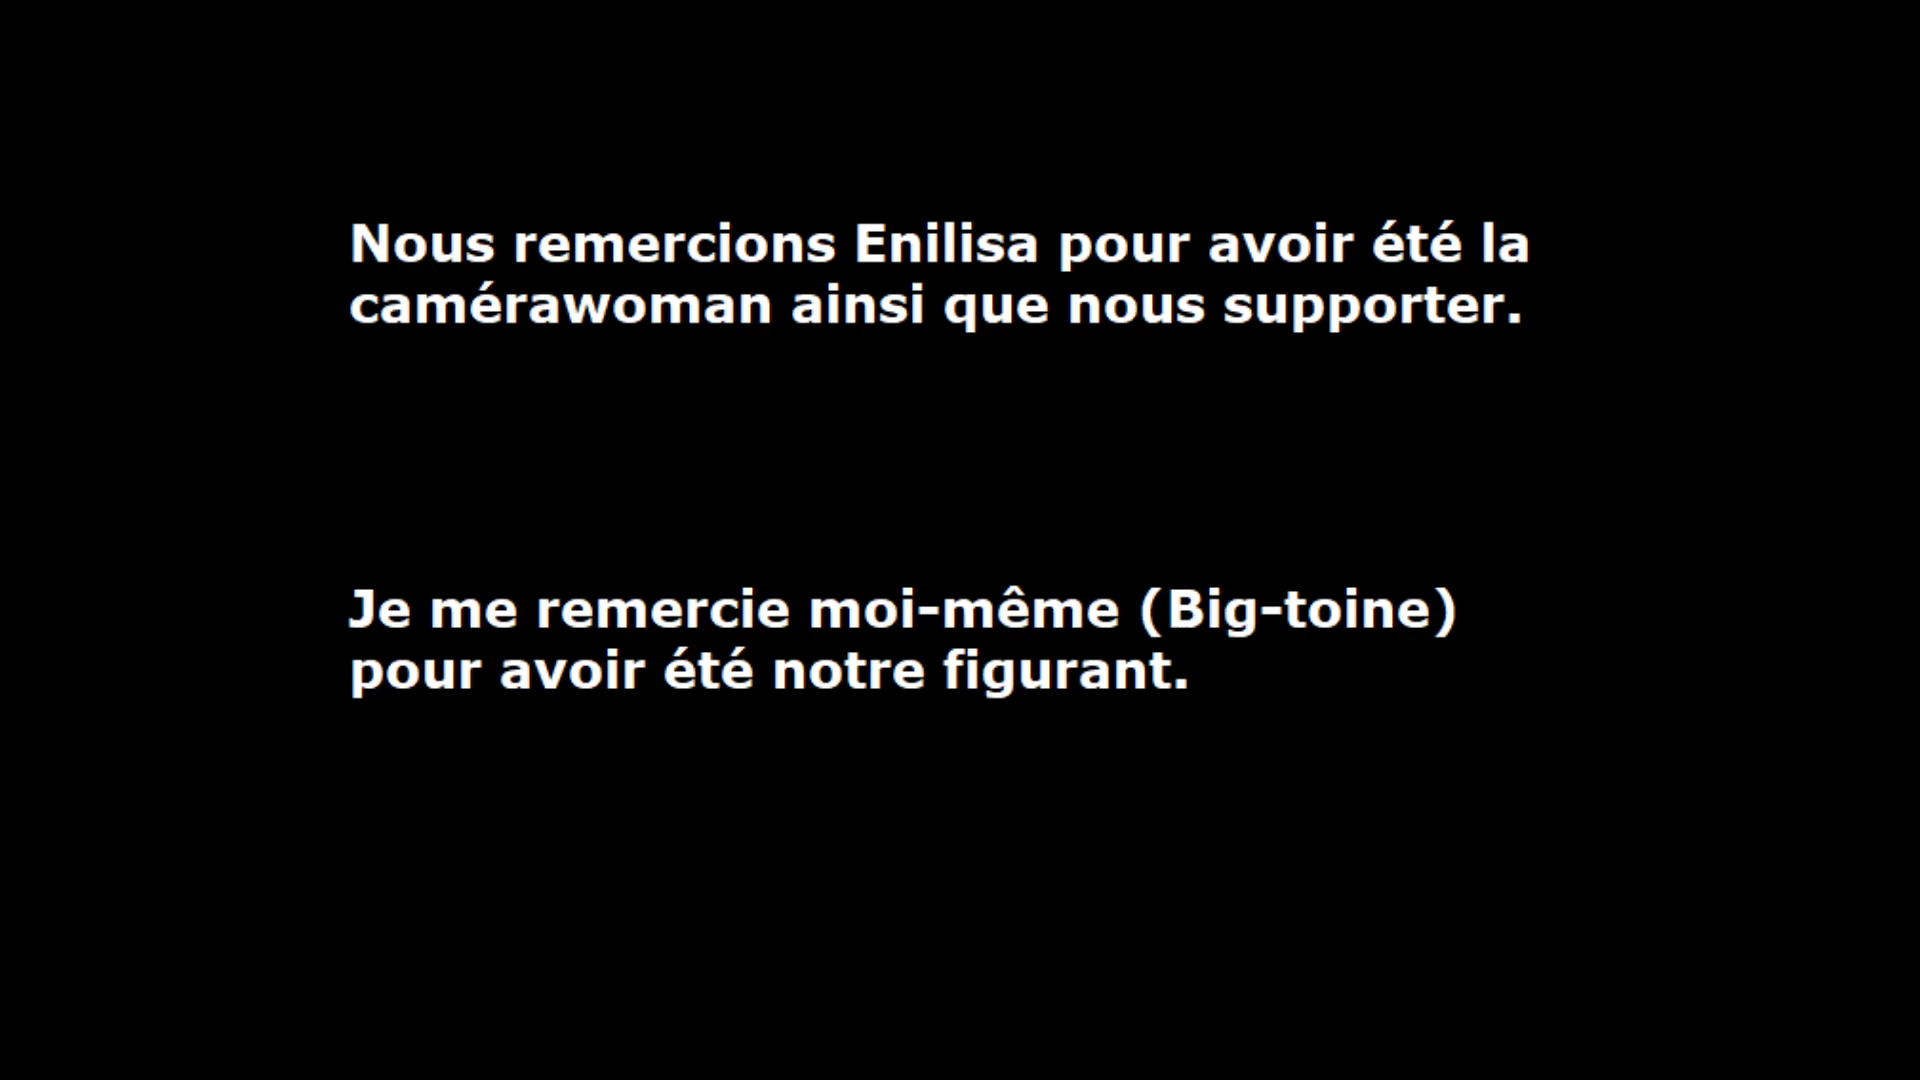 Nous remercions Enilisa pour avoir été la
camérawoman ainsi que nous supporter.
Je me remercie moi-même (Big-toine)
pour avoir été notre figurant.